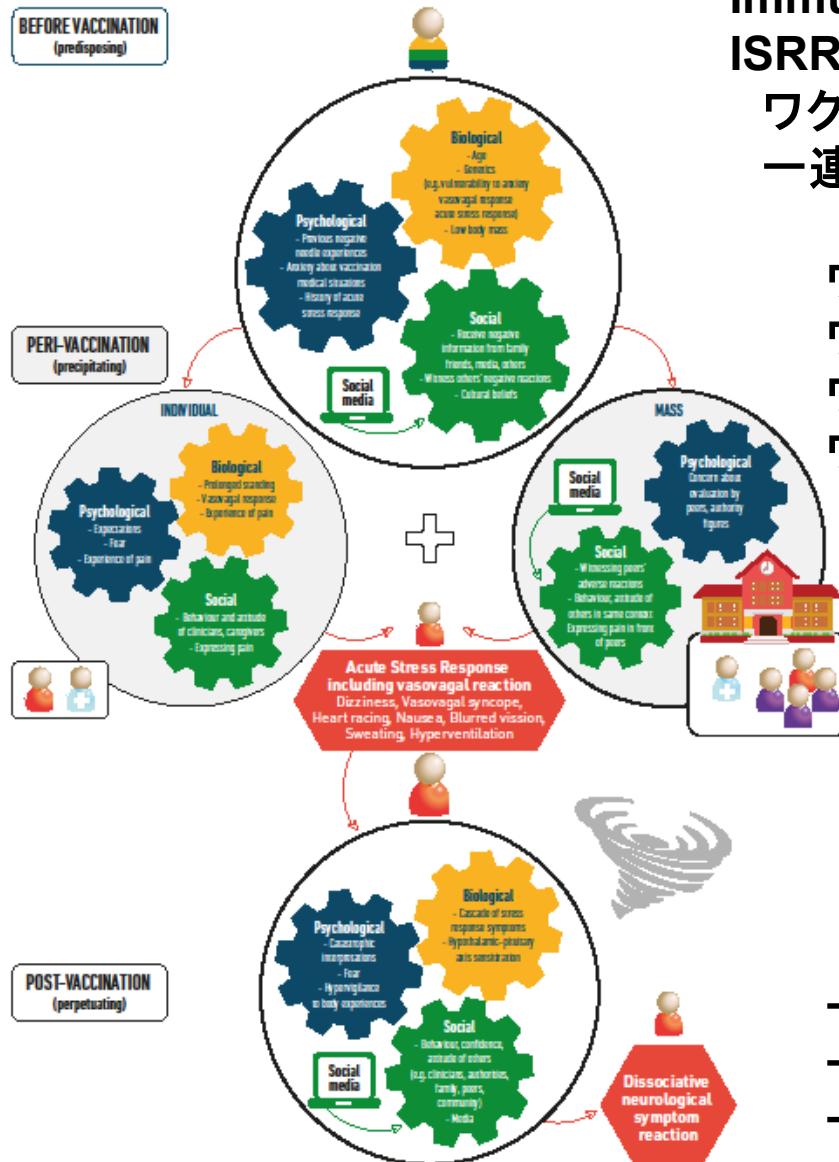 Immu
ISRR
ワク
一連
BEFORE VACCINATION
(predisposing)
Biological
- Age
- Genetics
(e.g. vulnerability to anxiety
vasovagal response
acute stress response)
- Low body mass
Psychological
- Previous negative
needle experiences
- Anxiety about vaccination
medical situations
- History of acute
stress response
Social
- Receive negative
information from family
friends, media, others
- Witness others' negative reactions
- Cultural beliefs
Social
media
PERI-VACCINATION
(precipitating)
INDIVIDUAL
Biological
- Prolonged standing
- Vasovagal response
- Experience of pain
Psychological
- Expectations
- Fear
- Experience of pain
Social
- Behaviour and attitude
of clinicians, caregivers
- Expressing pain
MASS
Psychological
Concern about
evaluation by
peers, authority
figures
Social
media
Social
- Witnessing peers'
adverse reactions
- Behaviour, attitude of
others in same context
Expressing pain in front
of peers
Acute Stress Response
including vasovagal reaction
Dizziness, Vasovagal syncope,
Heart racing, Nausea, Blurred vission,
Sweating, Hyperventilation
POST-VACCINATION
(perpetuating)
Biological
- Cascade of stress
response symptoms
- Hypothalamic-pituitary
axis sensitration
Psychological
- Catastrophic
interpretations
- Fear
- Hypervigilance
to body experiences
Social
- Behaviour, confidence,
attitude of others
(e.g. clinicians, authorities,
family, peers,
community)
- Media
Social
media
Dissociative
neurological
symptom
reaction